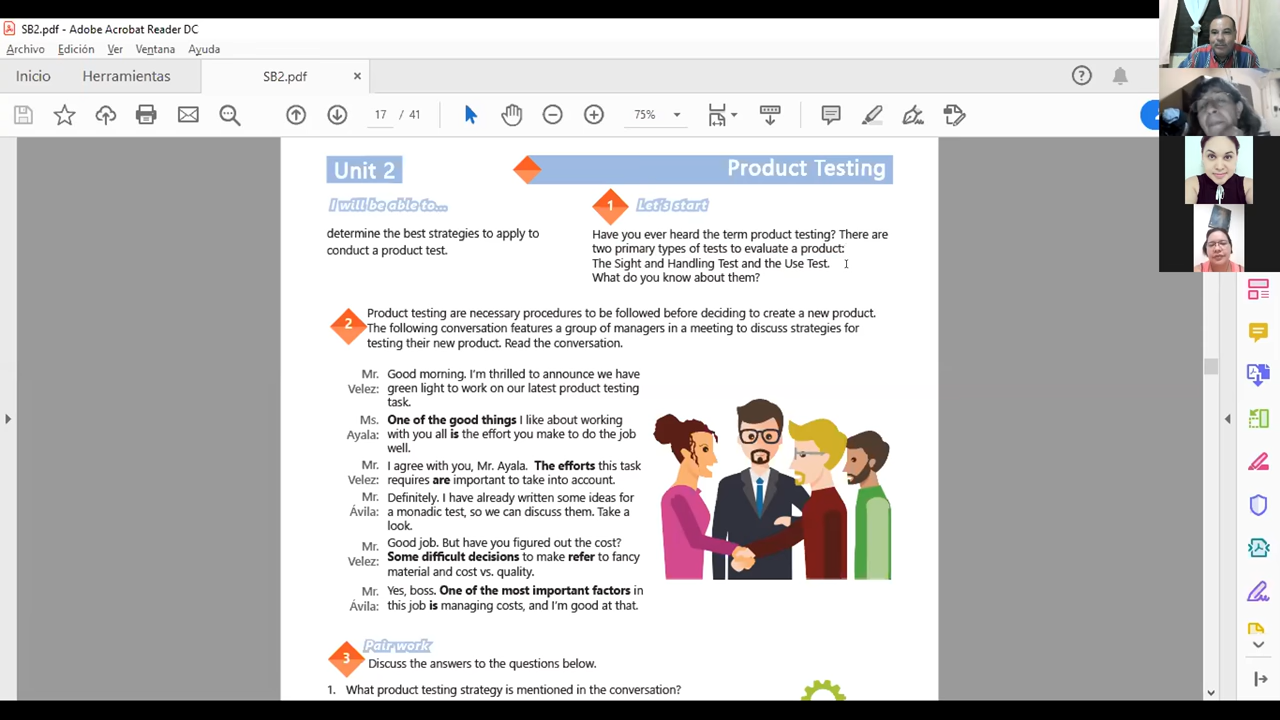 SB2.pdf - Adobe Acrobat Reader DC
Archivo Edición Ver Ventana Ayuda
Inicio Herramientas SB2.pdf ×
17 / 41 75%
Unit 2 Product Testing
I will be able to...
determine the best strategies to apply to
conduct a product test.
1 Let's start
Have you ever heard the term product testing? There are
two primary types of tests to evaluate a product:
The Sight and Handling Test and the Use Test.
What do you know about them?
2 Product testing are necessary procedures to be followed before deciding to create a new product.
The following conversation features a group of managers in a meeting to discuss strategies for
testing their new product. Read the conversation.
Mr. Good morning. I'm thrilled to announce we have
Velez: green light to work on our latest product testing
task.
Ms. One of the good things I like about working
Ayala: with you all is the effort you make to do the job
well.
Mr. I agree with you, Mr. Ayala. The efforts this task
Velez: requires are important to take into account.
Mr. Definitely. I have already written some ideas for
Ávila: a monadic test, so we can discuss them. Take a
look.
Mr. Good job. But have you figured out the cost?
Velez: Some difficult decisions to make refer to fancy
material and cost vs. quality.
Mr. Yes, boss. One of the most important factors in
Ávila: this job is managing costs, and I'm good at that.
3 Pair work
Discuss the answers to the questions below.
1. What product testing strategy is mentioned in the conversation?